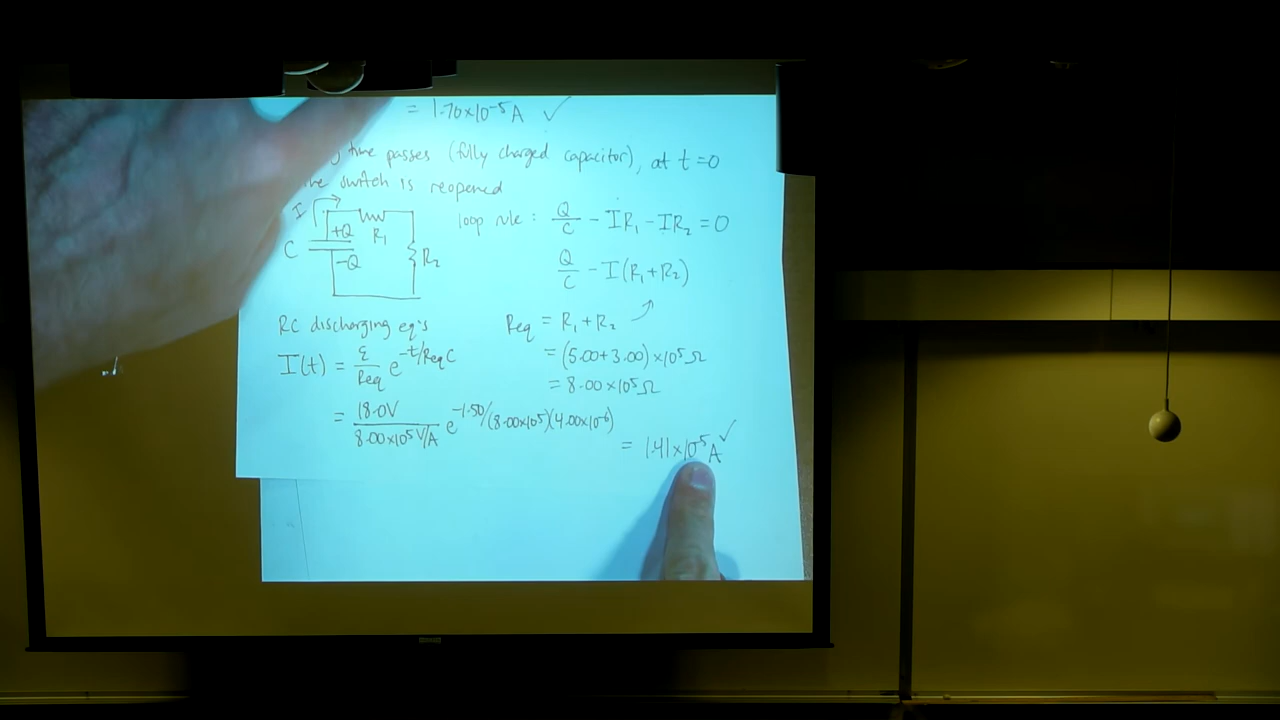 = 1.70×10⁻⁵ A ✓
time passes (fully charged capacitor), at t=0
switch is reopened
I
+Q
R₁
C
-Q
R₂
loop rule : Q/C - IR₁ - IR₂ = 0
Q/C - I(R₁+R₂)
RC discharging eq's
Req = R₁ + R₂
= (5.00+3.00)×10⁵ Ω
= 8.00×10⁵ Ω
I(t) = ε/Req e^(-t/ReqC)
= 18.0V/8.00×10⁵ V/A e^(-1.50/(8.00×10⁵)(4.00×10⁻⁶))
= 1.41×10⁻⁵ A ✓